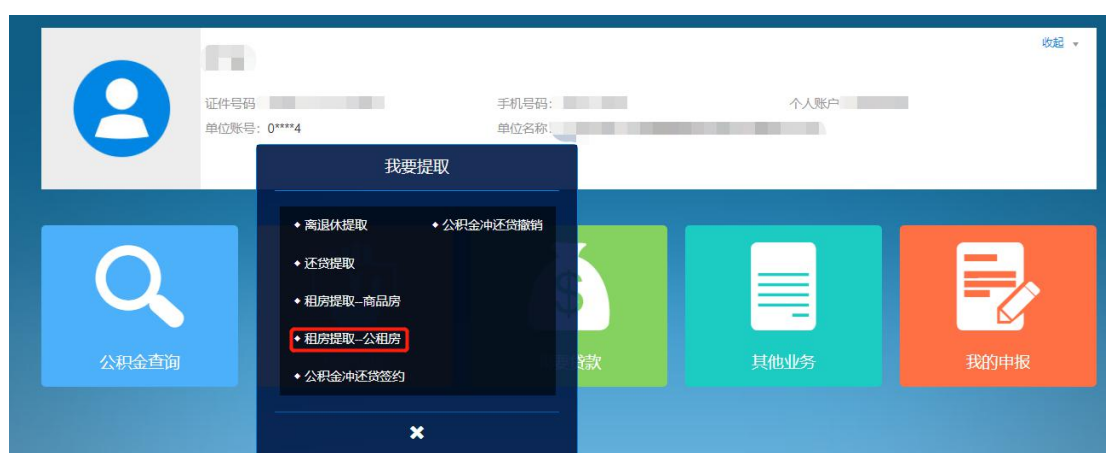 收起
证件号码
手机号码：
个人账户
单位账号：0****4
单位名称：
我要提取
离退休提取
公积金冲还贷撤销
还贷提取
租房提取--商品房
租房提取--公租房
公积金冲还贷签约
公积金查询
贷款
其他业务
我的申报